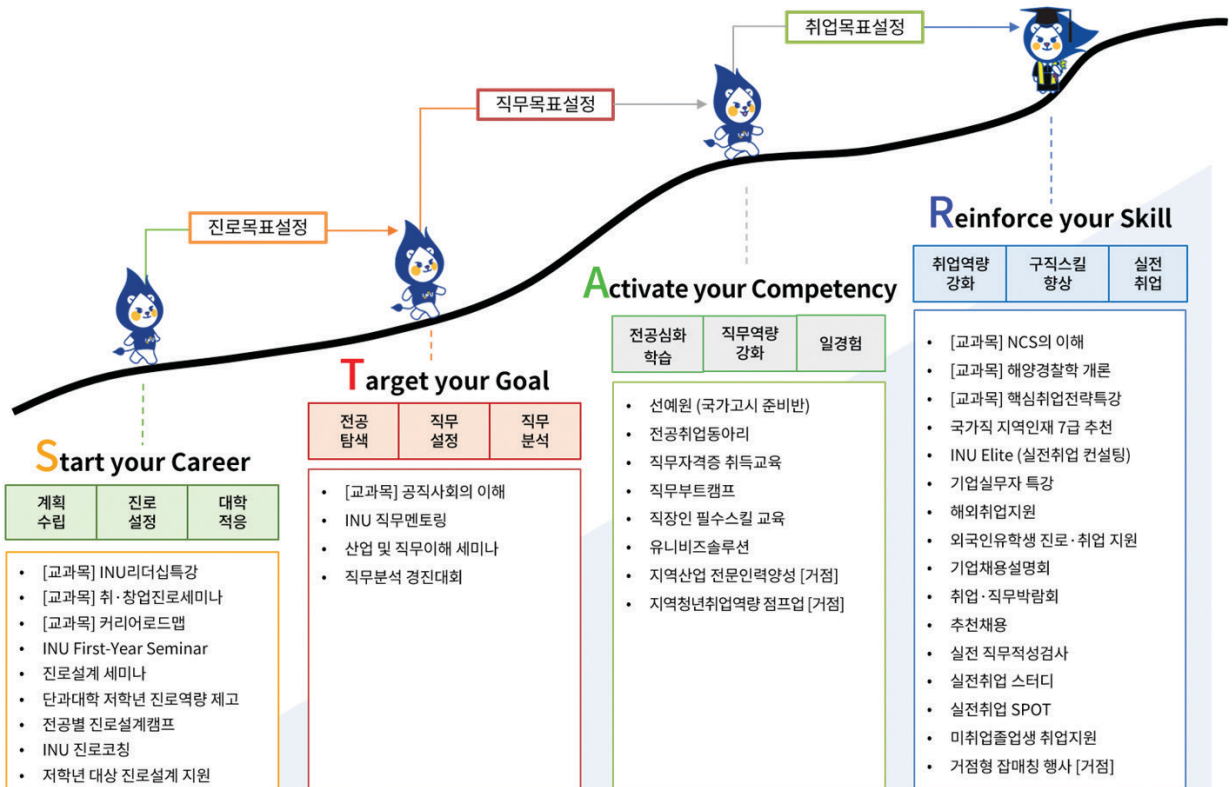 취업목표설정
직무목표설정
진로목표설정
Start your Career
계획
수립
진로
설정
대학
적응
• [교과목] INU리더십특강
• [교과목] 취·창업진로세미나
• [교과목] 커리어로드맵
• INU First-Year Seminar
• 진로설계 세미나
• 단과대학 저학년 진로역량 제고
• 전공별 진로설계캠프
• INU 진로코칭
• 저학년 대상 진로설계 지원
Target your Goal
전공
탐색
직무
설정
직무
분석
• [교과목] 공직사회의 이해
• INU 직무멘토링
• 산업 및 직무이해 세미나
• 직무분석 경진대회
Activate your Competency
전공심화
학습
직무역량
강화
일경험
• 선예원 (국가고시 준비반)
• 전공취업동아리
• 직무자격증 취득교육
• 직무부트캠프
• 직장인 필수스킬 교육
• 유니비즈솔루션
• 지역산업 전문인력양성 [거점]
• 지역청년취업역량 점프업 [거점]
Reinforce your Skill
취업역량
강화
구직스킬
향상
실전
취업
• [교과목] NCS의 이해
• [교과목] 해양경찰학 개론
• [교과목] 핵심취업전략특강
• 국가직 지역인재 7급 추천
• INU Elite (실전취업 컨설팅)
• 기업실무자 특강
• 해외취업지원
• 외국인유학생 진로·취업 지원
• 기업채용설명회
• 취업·직무박람회
• 추천채용
• 실전 직무적성검사
• 실전취업 스터디
• 실전취업 SPOT
• 미취업졸업생 취업지원
• 거점형 잡매칭 행사 [거점]